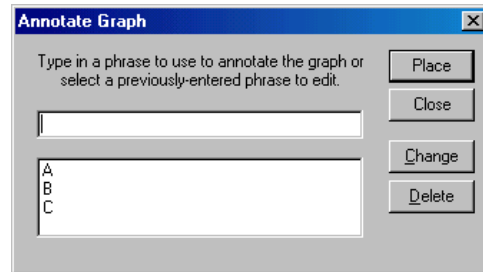 Annotate Graph
Type in a phrase to use to annotate the graph or
select a previously-entered phrase to edit.
Place
Close
Change
Delete
A
B
C